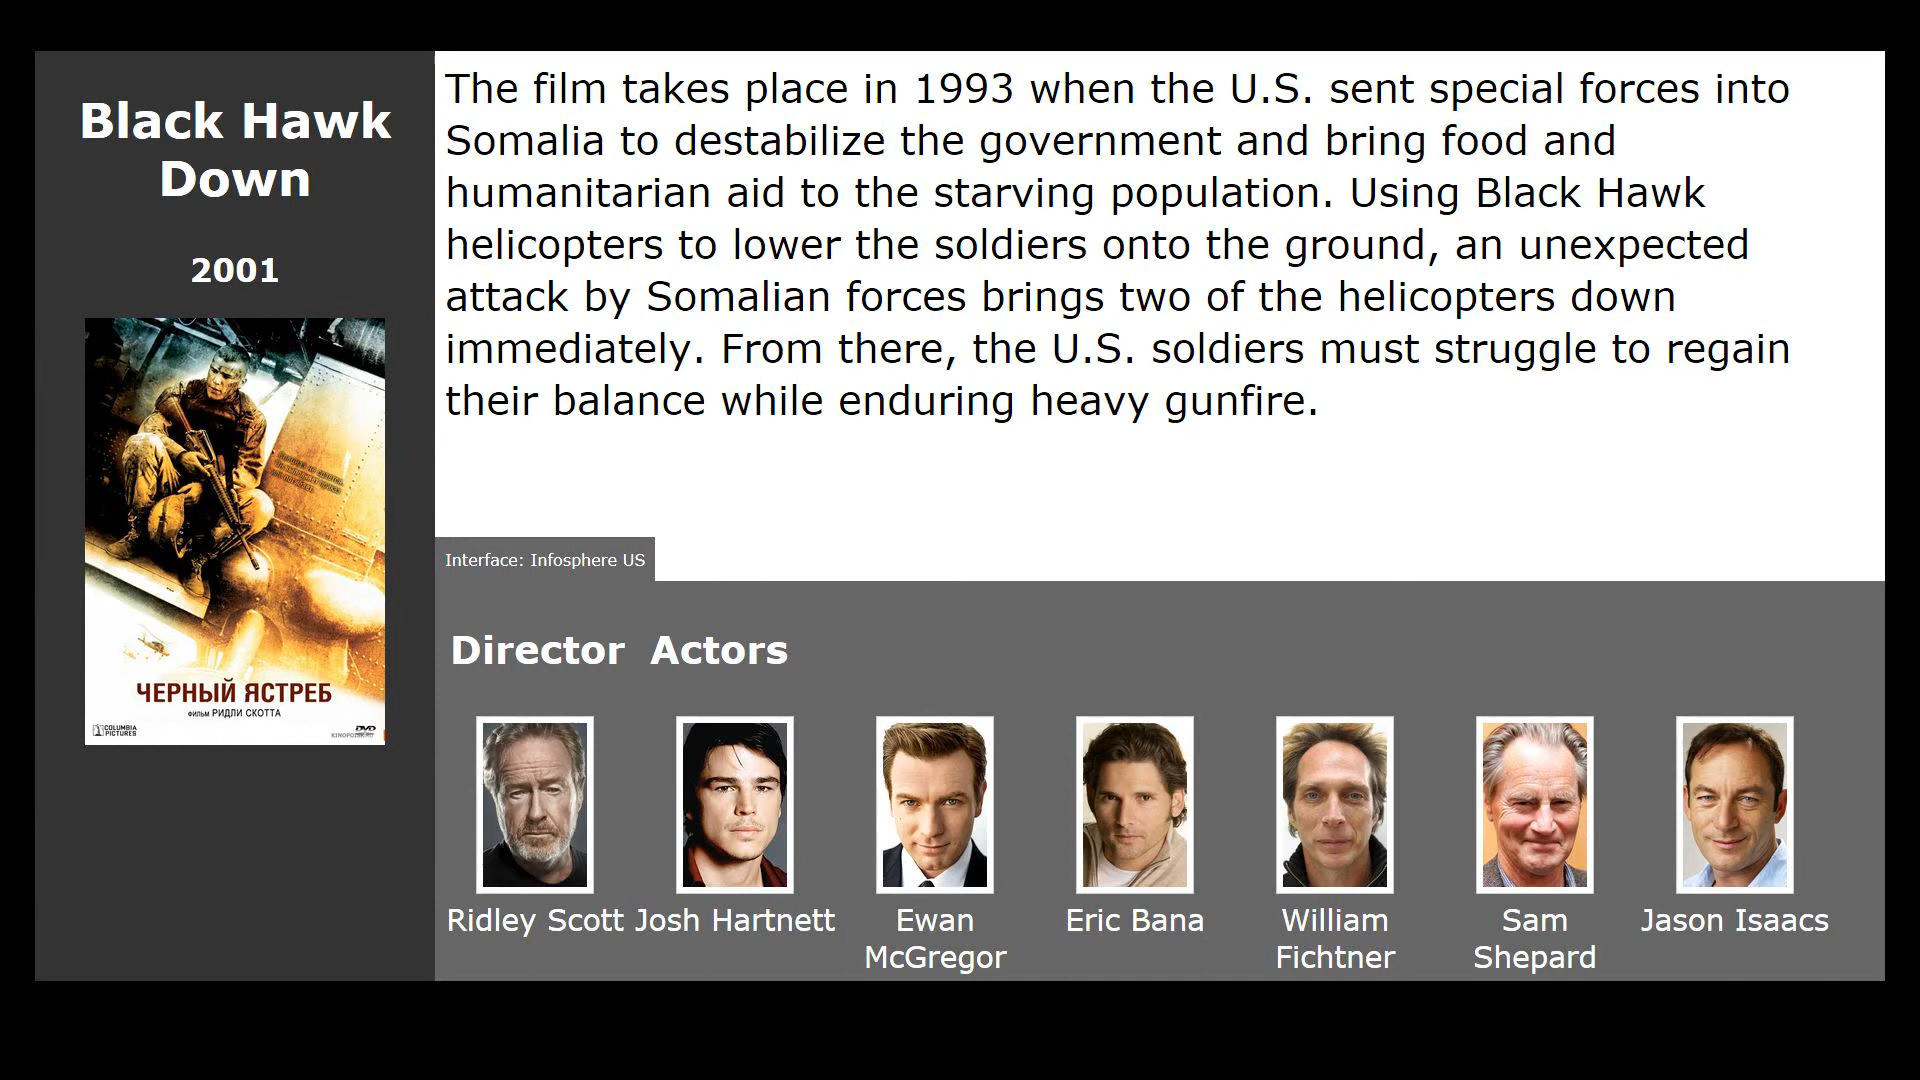 Black Hawk
Down
2001
ЧЕРНЫЙ ЯСТРЕБ
ФИЛЬМ РИДЛИ СКОТТА
COLUMBIA
PICTURES
DVD
The film takes place in 1993 when the U.S. sent special forces into
Somalia to destabilize the government and bring food and
humanitarian aid to the starving population. Using Black Hawk
helicopters to lower the soldiers onto the ground, an unexpected
attack by Somalian forces brings two of the helicopters down
immediately. From there, the U.S. soldiers must struggle to regain
their balance while enduring heavy gunfire.
Interface: Infosphere US
Director Actors
Ridley Scott
Josh Hartnett
Ewan
McGregor
Eric Bana
William
Fichtner
Sam
Shepard
Jason Isaacs